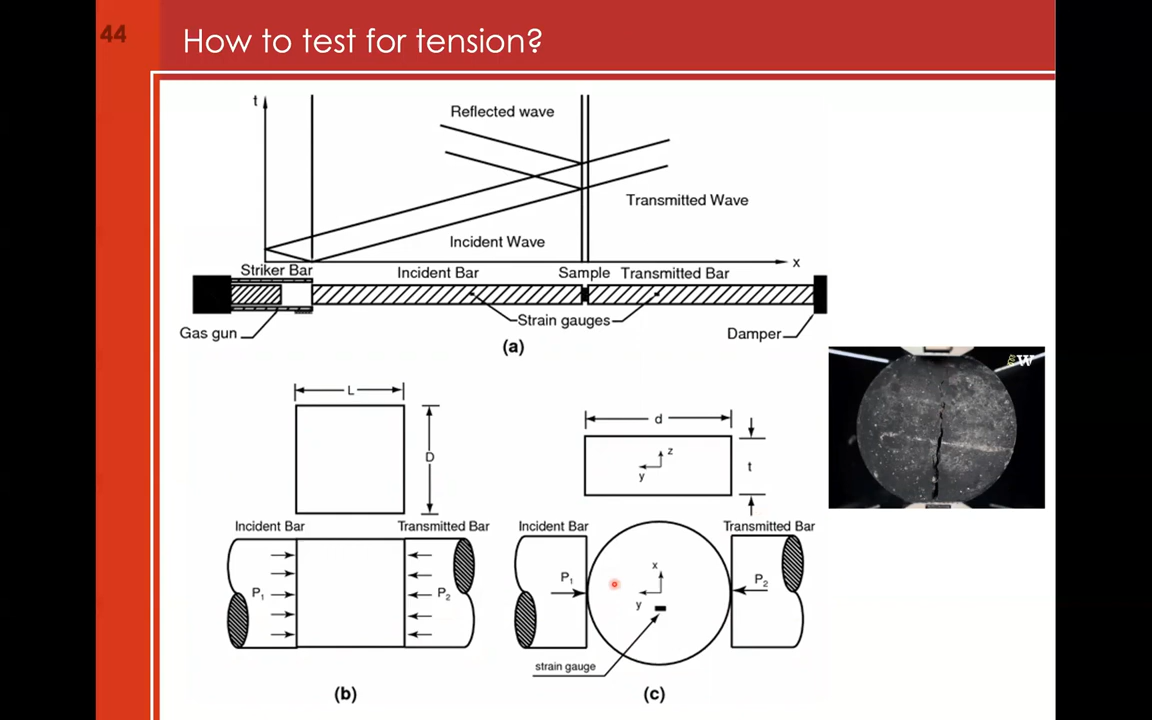 44
How to test for tension?
t
Reflected wave
Transmitted Wave
Incident Wave
x
Striker Bar
Incident Bar
Sample
Transmitted Bar
Gas gun
Strain gauges
Damper
(a)
W
L
D
d
z
y
t
Incident Bar
Transmitted Bar
Incident Bar
Transmitted Bar
P1
P2
P1
x
y
P2
strain gauge
(b)
(c)